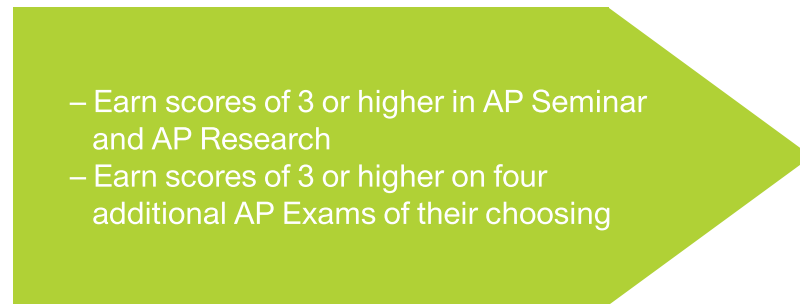 – Earn scores of 3 or higher in AP Seminar
and AP Research
– Earn scores of 3 or higher on four
additional AP Exams of their choosing